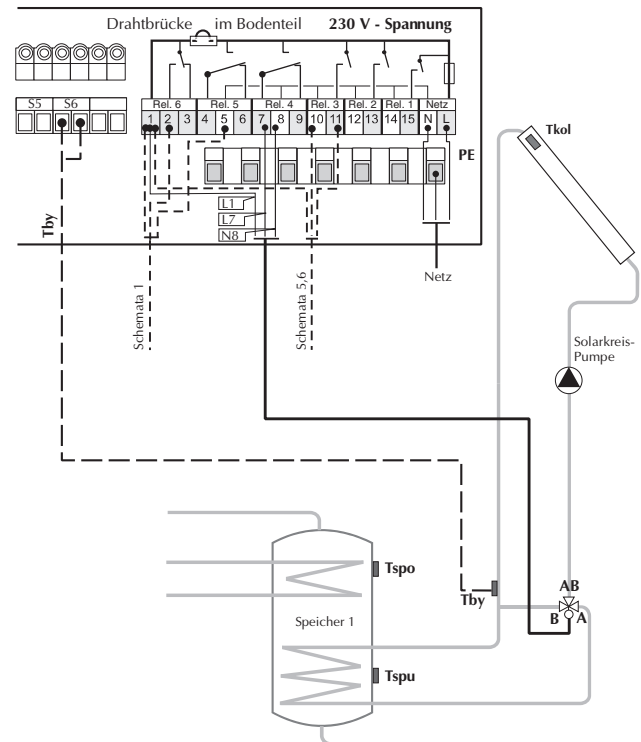 Drahtbrücke im Bodenteil 230 V - Spannung
S5 S6
Rel. 6 Rel. 5 Rel. 4 Rel. 3 Rel. 2 Rel. 1 Netz
1 2 3 4 5 6 7 8 9 10 11 12 13 14 15 N L
PE
Tkol
L1
L7
N8
Tby
Netz
Schemata 1
Schemata 5,6
Solarkreis-
Pumpe
Tspo
Tby
AB
B A
Speicher 1
Tspu